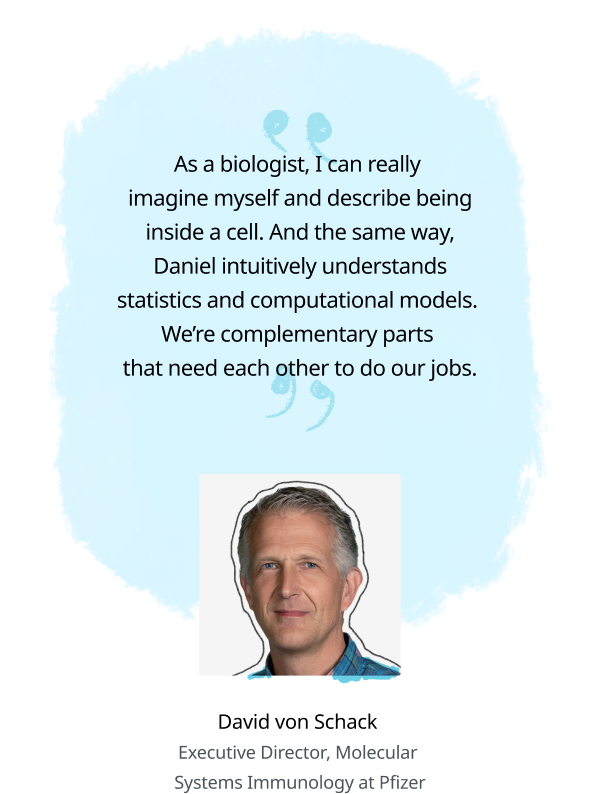 As a biologist, I can really
imagine myself and describe being
inside a cell. And the same way,
Daniel intuitively understands
statistics and computational models.
We’re complementary parts
that need each other to do our jobs.
David von Schack
Executive Director, Molecular
Systems Immunology at Pfizer